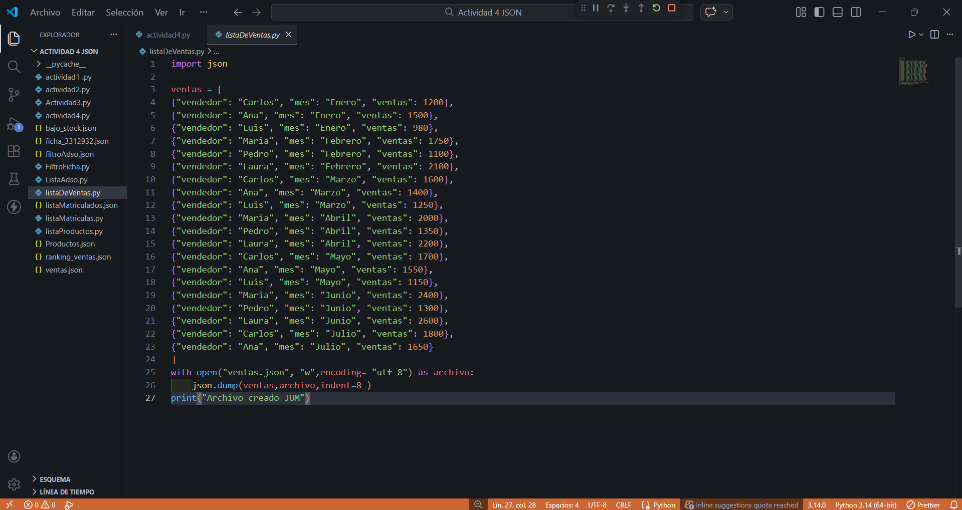 Archivo Editar Selección Ver Ir ··· Actividad 4 JSON
EXPLORADOR ···
ACTIVIDAD 4 JSON
__pycache__
actividad1 .py
actividad2.py
Actividad3.py
actividad4.py
bajo_stock.json
ficha_3312932.json
filtroAdso.json
FiltroFicha.py
ListaAdso.py
listaDeVentas.py
listaMatriculados.json
listaMatriculas.py
listaProductos.py
Productos.json
ranking_ventas.json
ventas.json
ESQUEMA
LÍNEA DE TIEMPO
1
actividad4.py listaDeVentas.py
listaDeVentas.py > ...
1 import json
2
3 ventas = [
4 {"vendedor": "Carlos", "mes": "Enero", "ventas": 1200},
5 {"vendedor": "Ana", "mes": "Enero", "ventas": 1500},
6 {"vendedor": "Luis", "mes": "Enero", "ventas": 980},
7 {"vendedor": "Maria", "mes": "Febrero", "ventas": 1750},
8 {"vendedor": "Pedro", "mes": "Febrero", "ventas": 1100},
9 {"vendedor": "Laura", "mes": "Febrero", "ventas": 2100},
10 {"vendedor": "Carlos", "mes": "Marzo", "ventas": 1600},
11 {"vendedor": "Ana", "mes": "Marzo", "ventas": 1400},
12 {"vendedor": "Luis", "mes": "Marzo", "ventas": 1250},
13 {"vendedor": "Maria", "mes": "Abril", "ventas": 2000},
14 {"vendedor": "Pedro", "mes": "Abril", "ventas": 1350},
15 {"vendedor": "Laura", "mes": "Abril", "ventas": 2200},
16 {"vendedor": "Carlos", "mes": "Mayo", "ventas": 1700},
17 {"vendedor": "Ana", "mes": "Mayo", "ventas": 1550},
18 {"vendedor": "Luis", "mes": "Mayo", "ventas": 1150},
19 {"vendedor": "Maria", "mes": "Junio", "ventas": 2400},
20 {"vendedor": "Pedro", "mes": "Junio", "ventas": 1300},
21 {"vendedor": "Laura", "mes": "Junio", "ventas": 2600},
22 {"vendedor": "Carlos", "mes": "Julio", "ventas": 1800},
23 {"vendedor": "Ana", "mes": "Julio", "ventas": 1650}
24 ]
25 with open("ventas.json", "w",encoding= "utf-8") as archivo:
26 json.dump(ventas,archivo,indent=8 )
27 print("Archivo creado JUM")
0 0 Lín. 27, col. 28 Espacios: 4 UTF-8 CRLF Python Inline suggestions quota reached 3.14.0 Python 3.14 (64-bit) Prettier